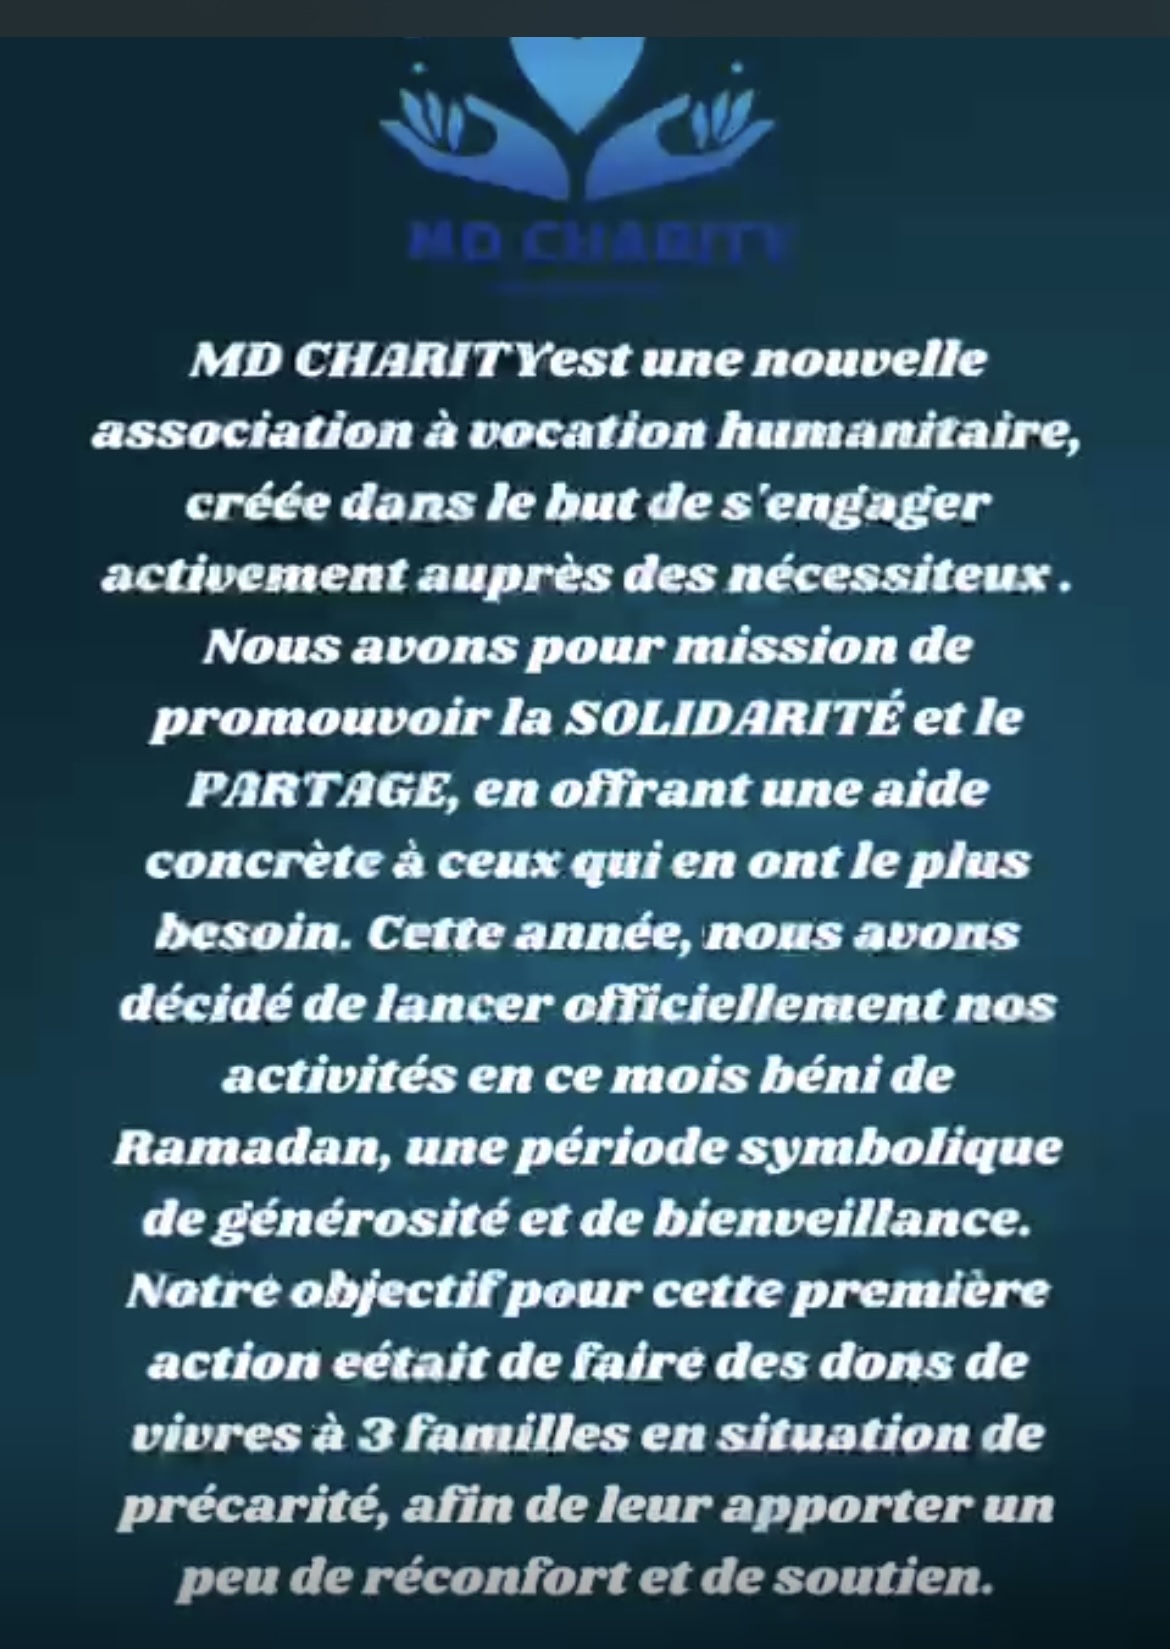 MD CHARITY
MD CHARITYest une nouvelle
association à vocation humanitaire,
créée dans le but de s'engager
activement auprès des nécessiteux .
Nous avons pour mission de
promouvoir la SOLIDARITÉ et le
PARTAGE, en offrant une aide
concrète à ceux qui en ont le plus
besoin. Cette année, nous avons
décidé de lancer officiellement nos
activités en ce mois béni de
Ramadan, une période symbolique
de générosité et de bienveillance.
Notre objectif pour cette première
action eétait de faire des dons de
vivres à 3 familles en situation de
précarité, afin de leur apporter un
peu de réconfort et de soutien.